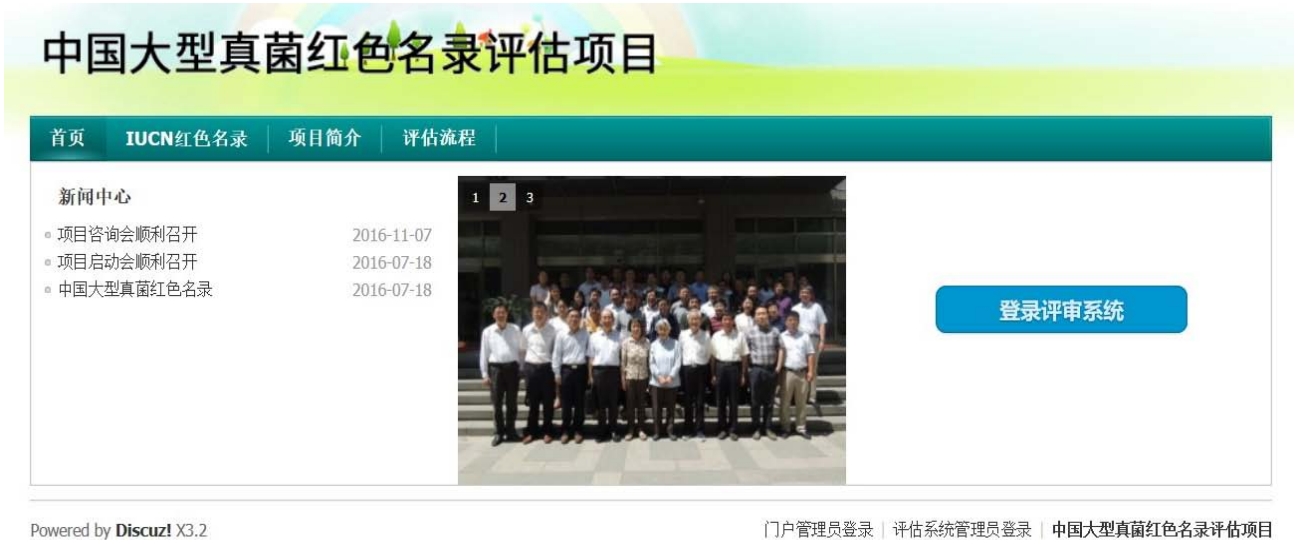 中国大型真菌红色名录评估项目
首页 IUCN红色名录 项目简介 评估流程
新闻中心
项目咨询会顺利召开 2016-11-07
项目启动会顺利召开 2016-07-18
中国大型真菌红色名录 2016-07-18
1 2 3
登录评审系统
Powered by Discuz! X3.2 门户管理员登录 | 评估系统管理员登录 | 中国大型真菌红色名录评估项目